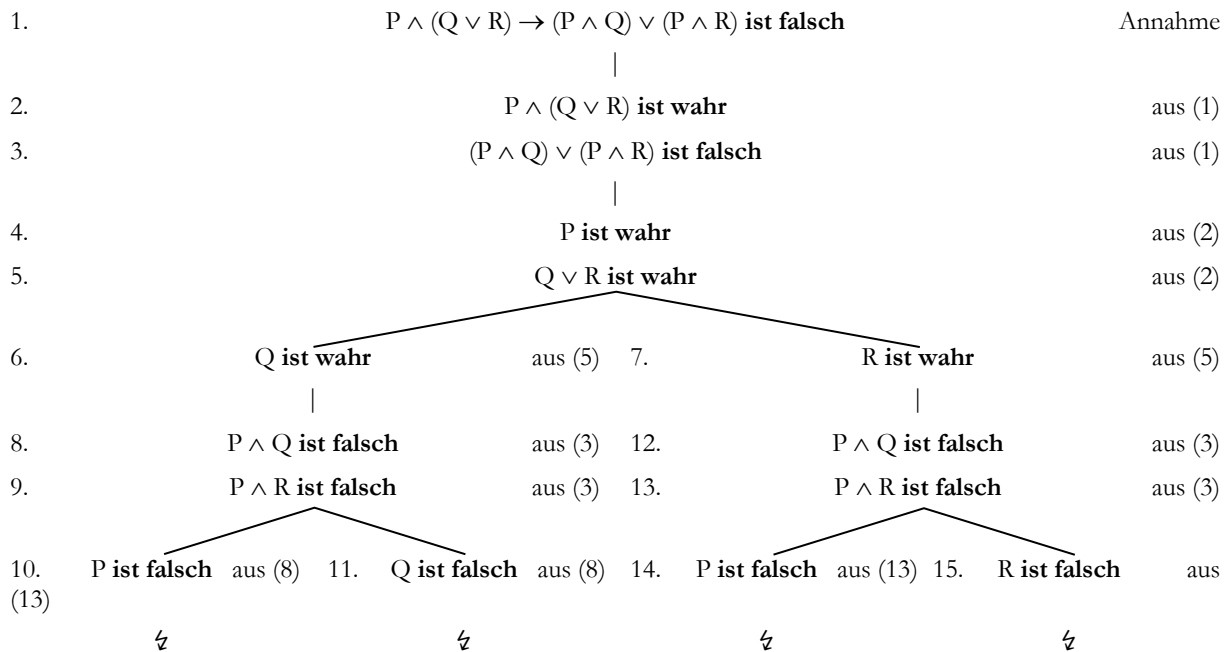 1. P ∧ (Q ∨ R) → (P ∧ Q) ∨ (P ∧ R) ist falsch Annahme
|
2. P ∧ (Q ∨ R) ist wahr aus (1)
3. (P ∧ Q) ∨ (P ∧ R) ist falsch aus (1)
|
4. P ist wahr aus (2)
5. Q ∨ R ist wahr aus (2)
6. Q ist wahr aus (5) 7. R ist wahr aus (5)
| |
8. P ∧ Q ist falsch aus (3) 12. P ∧ Q ist falsch aus (3)
9. P ∧ R ist falsch aus (3) 13. P ∧ R ist falsch aus (3)
10. P ist falsch aus (8) 11. Q ist falsch aus (8) 14. P ist falsch aus (13) 15. R ist falsch aus
(13)
↯ ↯ ↯ ↯